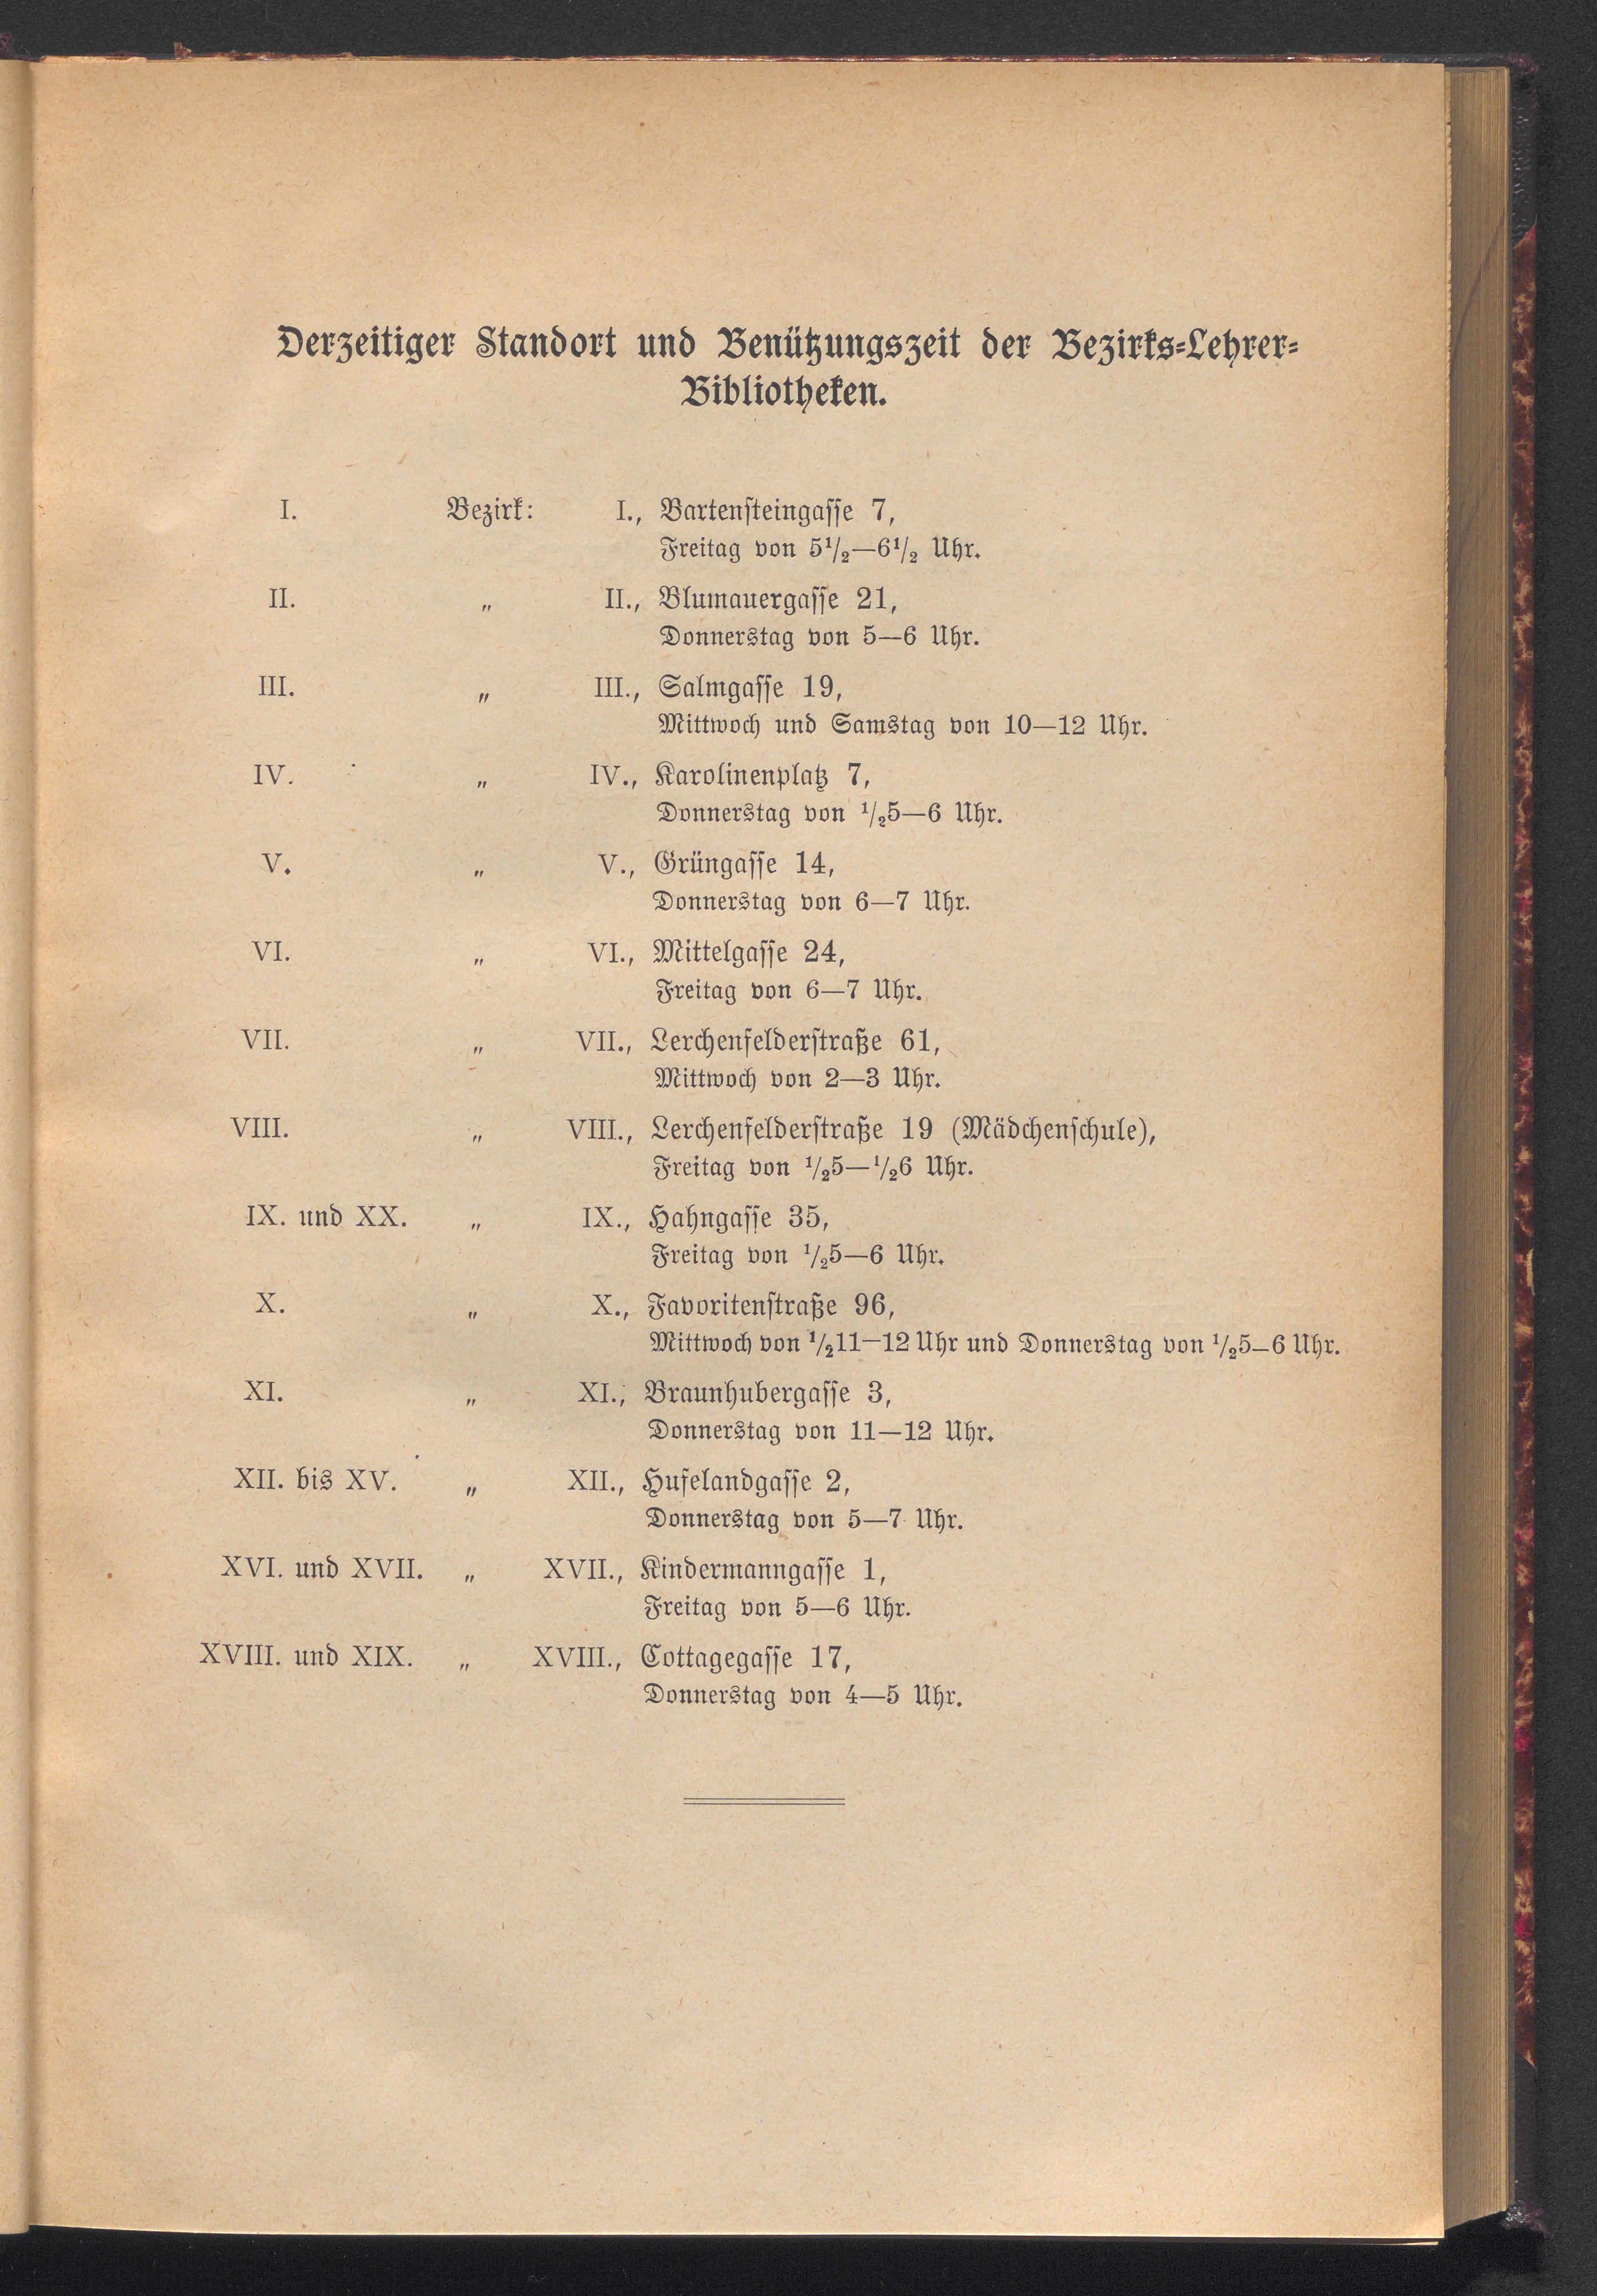 Derzeitiger Standort und Benützungszeit der Bezirks-Lehrer-
Bibliotheken.
I. Bezirk: I., Bartensteingasse 7,
Freitag von 5½—6½ Uhr.
II. „ II., Blumauergasse 21,
Donnerstag von 5—6 Uhr.
III. „ III., Salmgasse 19,
Mittwoch und Samstag von 10—12 Uhr.
IV. „ IV., Karolinenplatz 7,
Donnerstag von ½5—6 Uhr.
V. „ V., Grüngasse 14,
Donnerstag von 6—7 Uhr.
VI. „ VI., Mittelgasse 24,
Freitag von 6—7 Uhr.
VII. „ VII., Lerchenfelderstraße 61,
Mittwoch von 2—3 Uhr.
VIII. „ VIII., Lerchenfelderstraße 19 (Mädchenschule),
Freitag von ½5—½6 Uhr.
IX. und XX. „ IX., Hahngasse 35,
Freitag von ½5—6 Uhr.
X. „ X., Favoritenstraße 96,
Mittwoch von ½11—12 Uhr und Donnerstag von ½5—6 Uhr.
XI. „ XI., Braunhubergasse 3,
Donnerstag von 11—12 Uhr.
XII. bis XV. „ XII., Hufelandgasse 2,
Donnerstag von 5—7 Uhr.
XVI. und XVII. „ XVII., Kindermanngasse 1,
Freitag von 5—6 Uhr.
XVIII. und XIX. „ XVIII., Cottagegasse 17,
Donnerstag von 4—5 Uhr.